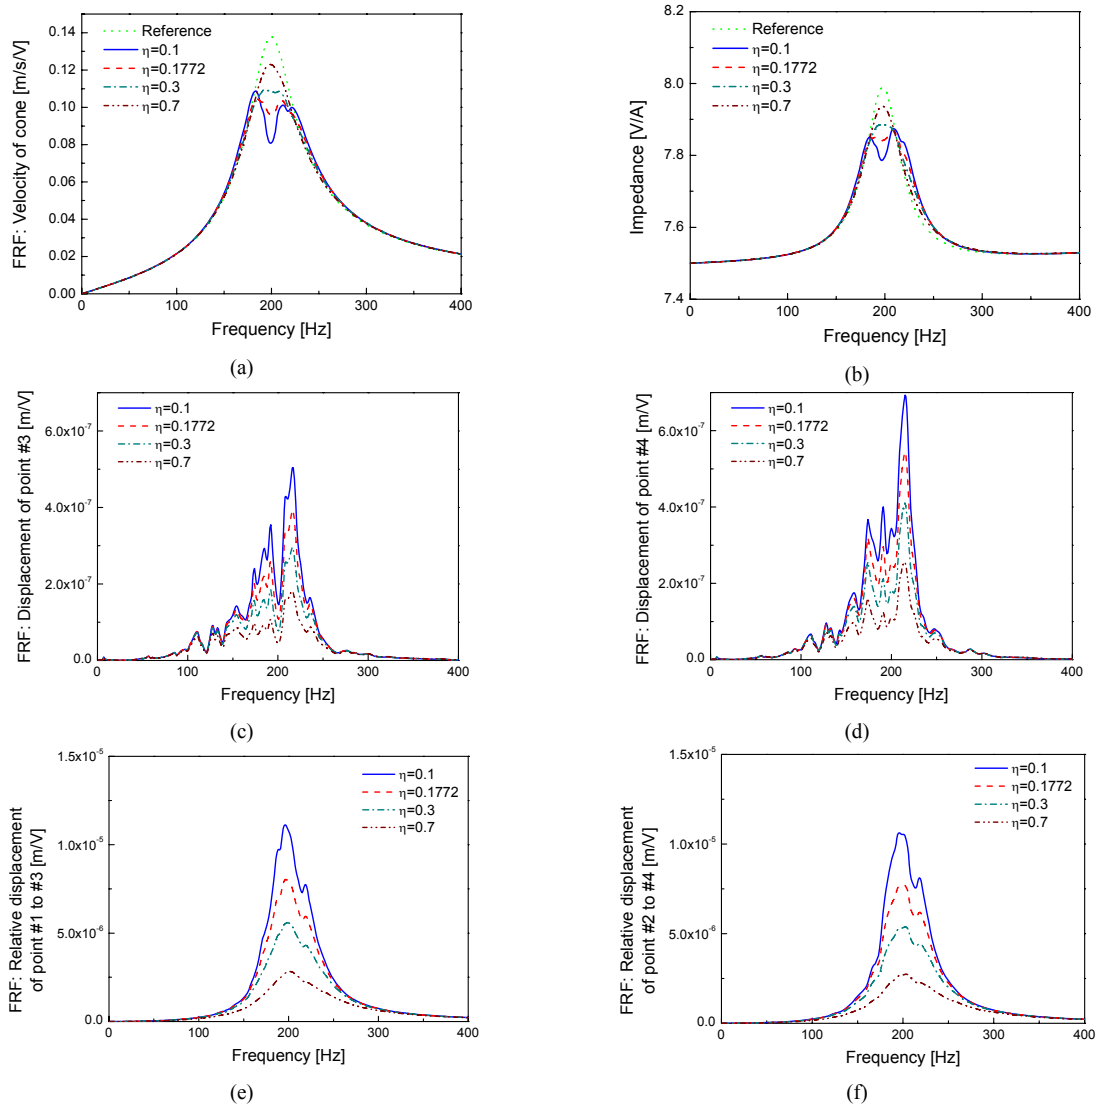 FRF: Velocity of cone [m/s/V]
0.14
0.12
0.10
0.08
0.06
0.04
0.02
0.00
Reference
η=0.1
η=0.1772
η=0.3
η=0.7
0 100 200 300 400
Frequency [Hz]
(a)
Impedance [V/A]
8.2
8.0
7.8
7.6
7.4
Reference
η=0.1
η=0.1772
η=0.3
η=0.7
0 100 200 300 400
Frequency [Hz]
(b)
FRF: Displacement of point #3 [m/V]
6.0x10-7
4.0x10-7
2.0x10-7
0.0
η=0.1
η=0.1772
η=0.3
η=0.7
0 100 200 300 400
Frequency [Hz]
(c)
FRF: Displacement of point #4 [m/V]
6.0x10-7
4.0x10-7
2.0x10-7
0.0
η=0.1
η=0.1772
η=0.3
η=0.7
0 100 200 300 400
Frequency [Hz]
(d)
FRF: Relative displacement
of point #1 to #3 [m/V]
1.5x10-5
1.0x10-5
5.0x10-6
0.0
η=0.1
η=0.1772
η=0.3
η=0.7
0 100 200 300 400
Frequency [Hz]
(e)
FRF: Relative displacement
of point #2 to #4 [m/V]
1.5x10-5
1.0x10-5
5.0x10-6
0.0
η=0.1
η=0.1772
η=0.3
η=0.7
0 100 200 300 400
Frequency [Hz]
(f)